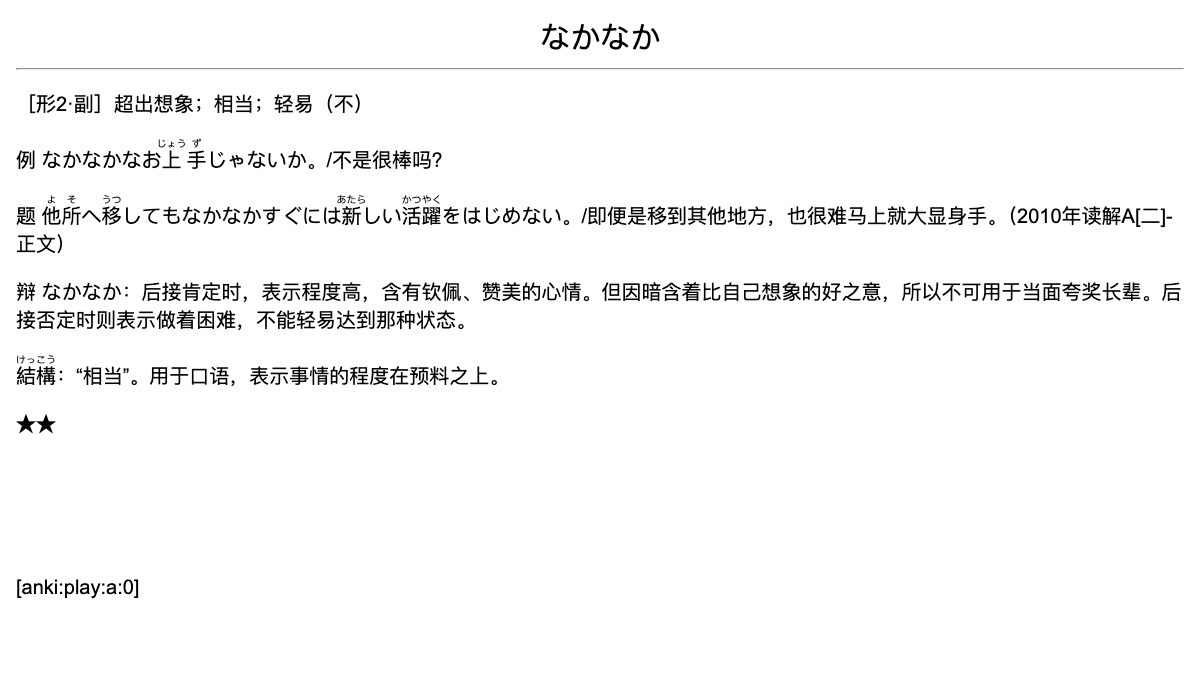 なかなか
［形2·副］超出想象；相当；轻易（不）
じょう ず
例 なかなかなお上 手じゃないか。/不是很棒吗?
よ そ うつ あたら かつやく
题 他所へ移してもなかなかすぐには新しい活躍をはじめない。/即便是移到其他地方，也很难马上就大显身手。（2010年读解A[二]-
正文）
辩 なかなか：后接肯定时，表示程度高，含有钦佩、赞美的心情。但因暗含着比自己想象的好之意，所以不可用于当面夸奖长辈。后
接否定时则表示做着困难，不能轻易达到那种状态。
けっこう
結構：“相当”。用于口语，表示事情的程度在预料之上。
★★
[anki:play:a:0]